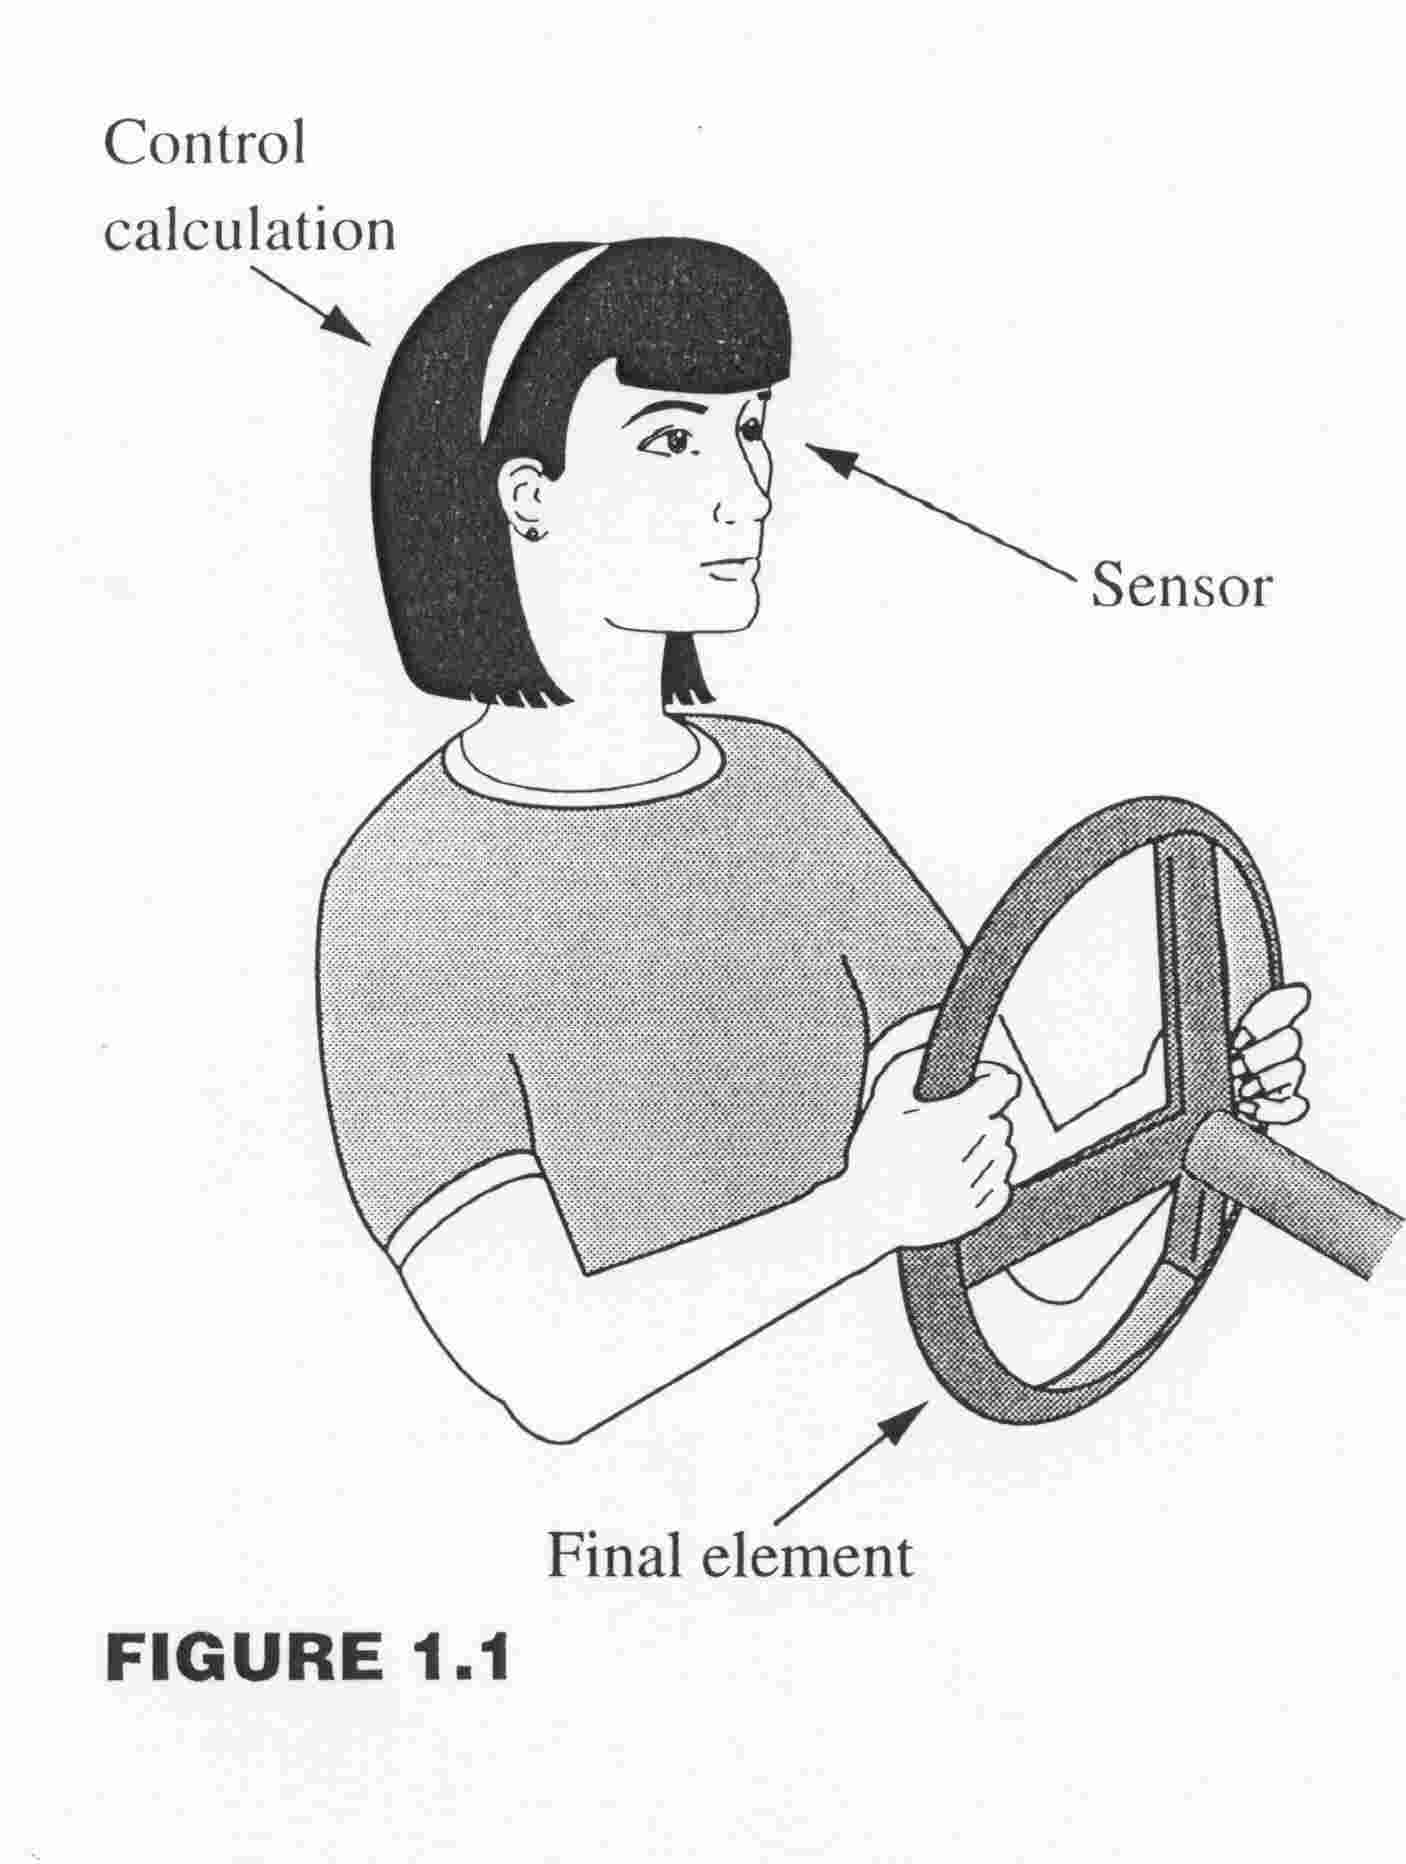 Control
calculation
Sensor
Final element
FIGURE 1.1